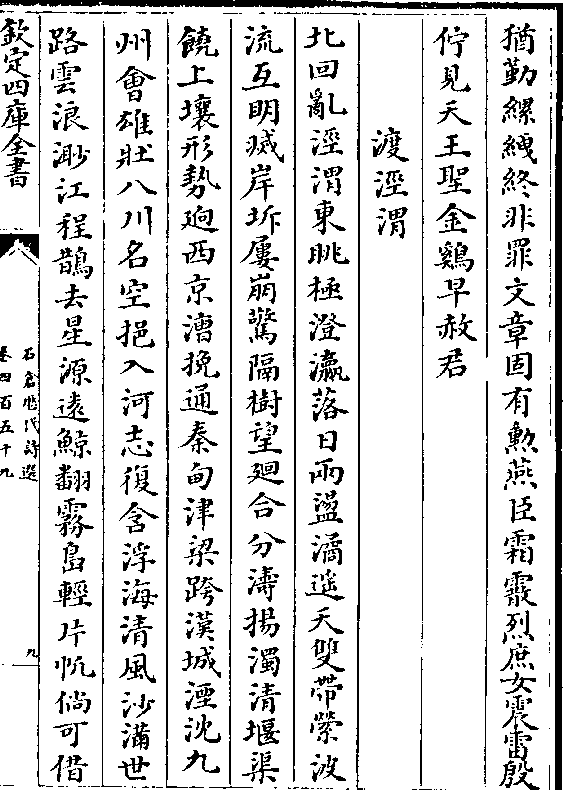 猶勤縲絏終非罪文章固有勲燕臣霜霰烈庶女震雷殷
佇見天王聖金鷄早赦君
渡涇渭
北回亂涇渭東眺極澄瀛落日兩盪潏遥天雙帶縈波
流互明滅岸坼屢崩驚隔樹望廻合分濤揚濁清堰渠
饒上壤形勢逈西京漕挽通秦甸津梁跨漢城湮沈九
州會雄壯八川名空挹入河志復含浮海清風沙滿世
路雲浪渺江程鵲去星源遠鯨翻霧島輕片帆倘可借
欽定四庫全書
石倉歷代詩選
卷四百五十九
九